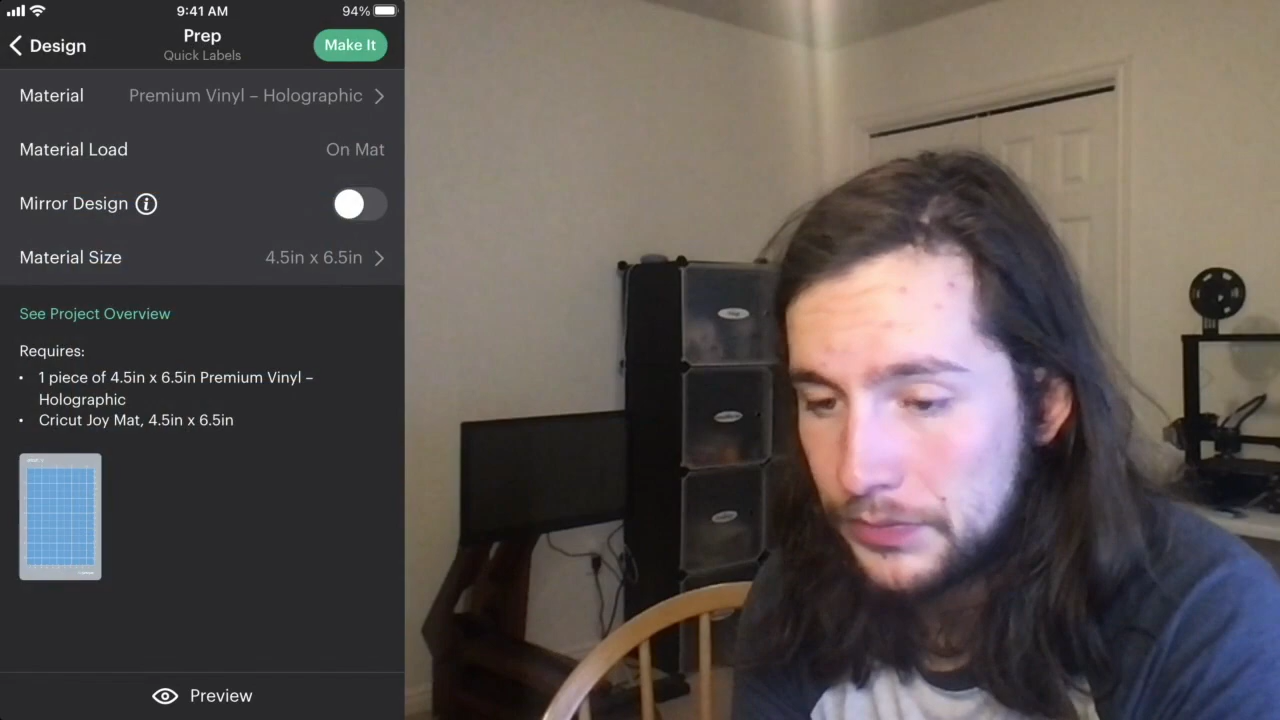 9:41 AM
94%
Design
Prep
Quick Labels
Make It
Material
Premium Vinyl – Holographic
Material Load
On Mat
Mirror Design
Material Size
4.5in x 6.5in
See Project Overview
Requires:
• 1 piece of 4.5in x 6.5in Premium Vinyl –
Holographic
• Cricut Joy Mat, 4.5in x 6.5in
Preview